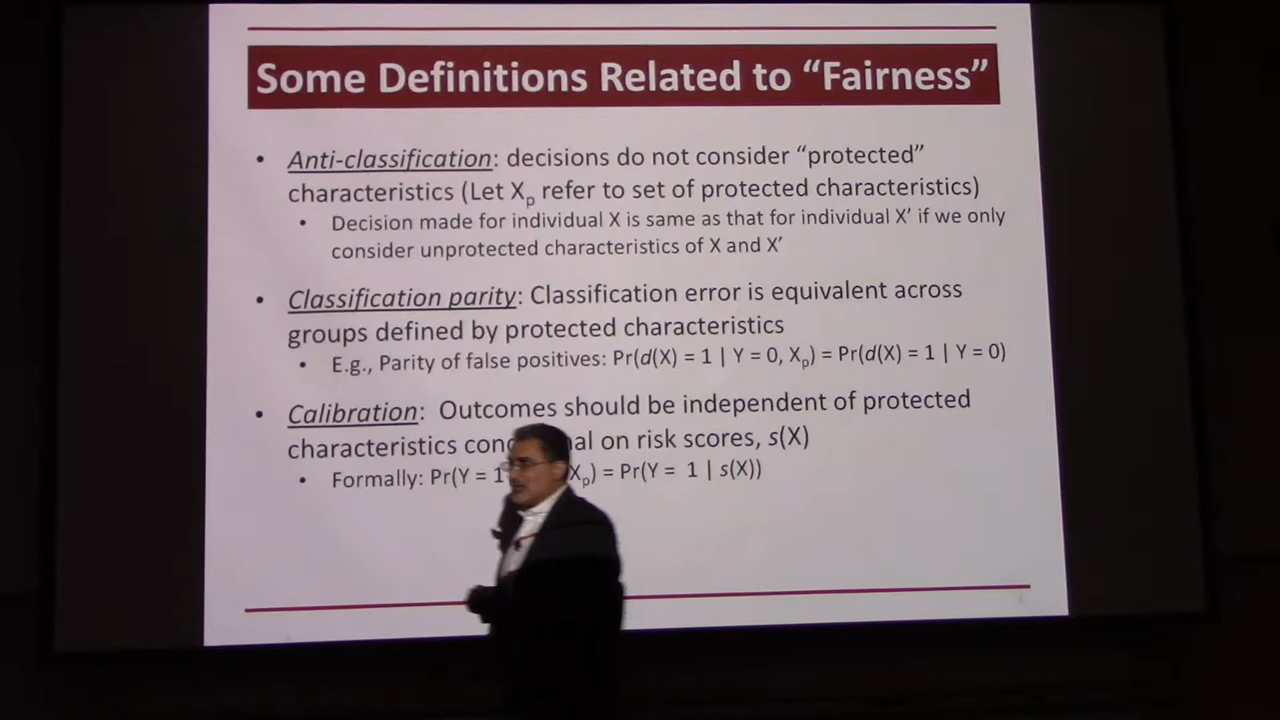 Some Definitions Related to “Fairness”
• Anti-classification: decisions do not consider “protected”
characteristics (Let Xp refer to set of protected characteristics)
• Decision made for individual X is same as that for individual X′ if we only
consider unprotected characteristics of X and X′
• Classification parity: Classification error is equivalent across
groups defined by protected characteristics
• E.g., Parity of false positives: Pr(d(X) = 1 | Y = 0, Xp) = Pr(d(X) = 1 | Y = 0)
• Calibration: Outcomes should be independent of protected
characteristics on risk scores, s(X)
• Formally: Pr(Y = 1 Xp) = Pr(Y = 1 | s(X))